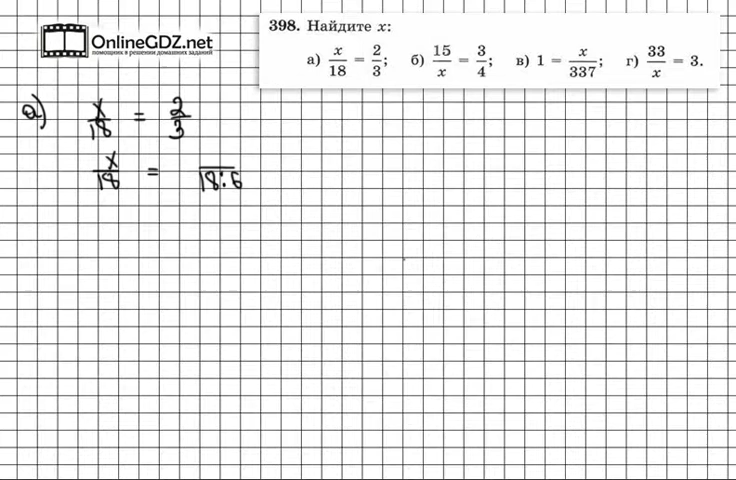 OnlineGDZ.net
помощник в решении домашних заданий
398. Найдите x:
а) x/18 = 2/3; б) 15/x = 3/4; в) 1 = x/337; г) 33/x = 3.
а) x/18 = 2/3
x/18 = /18:6